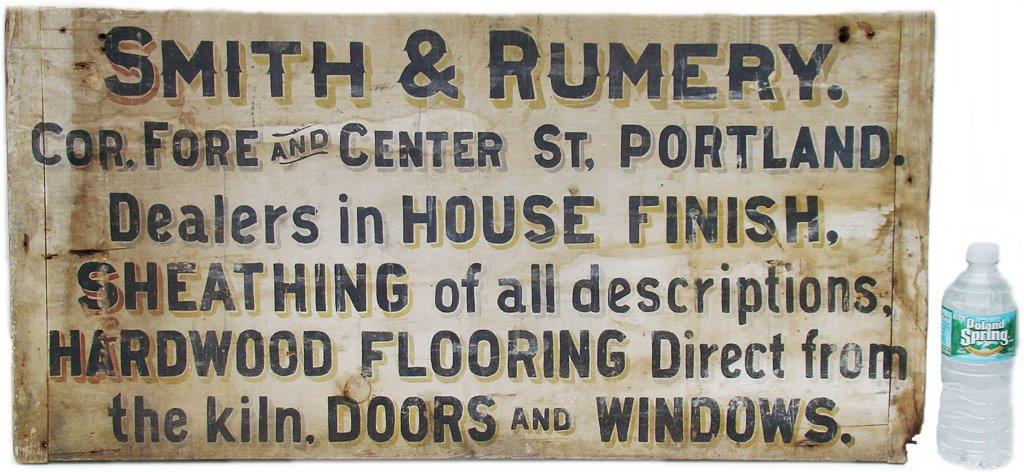 SMITH & RUMERY.
COR. FORE AND CENTER ST, PORTLAND.
Dealers in HOUSE FINISH,
SHEATHING of all descriptions,
HARDWOOD FLOORING Direct from
the kiln, DOORS AND WINDOWS.
Poland
Spring